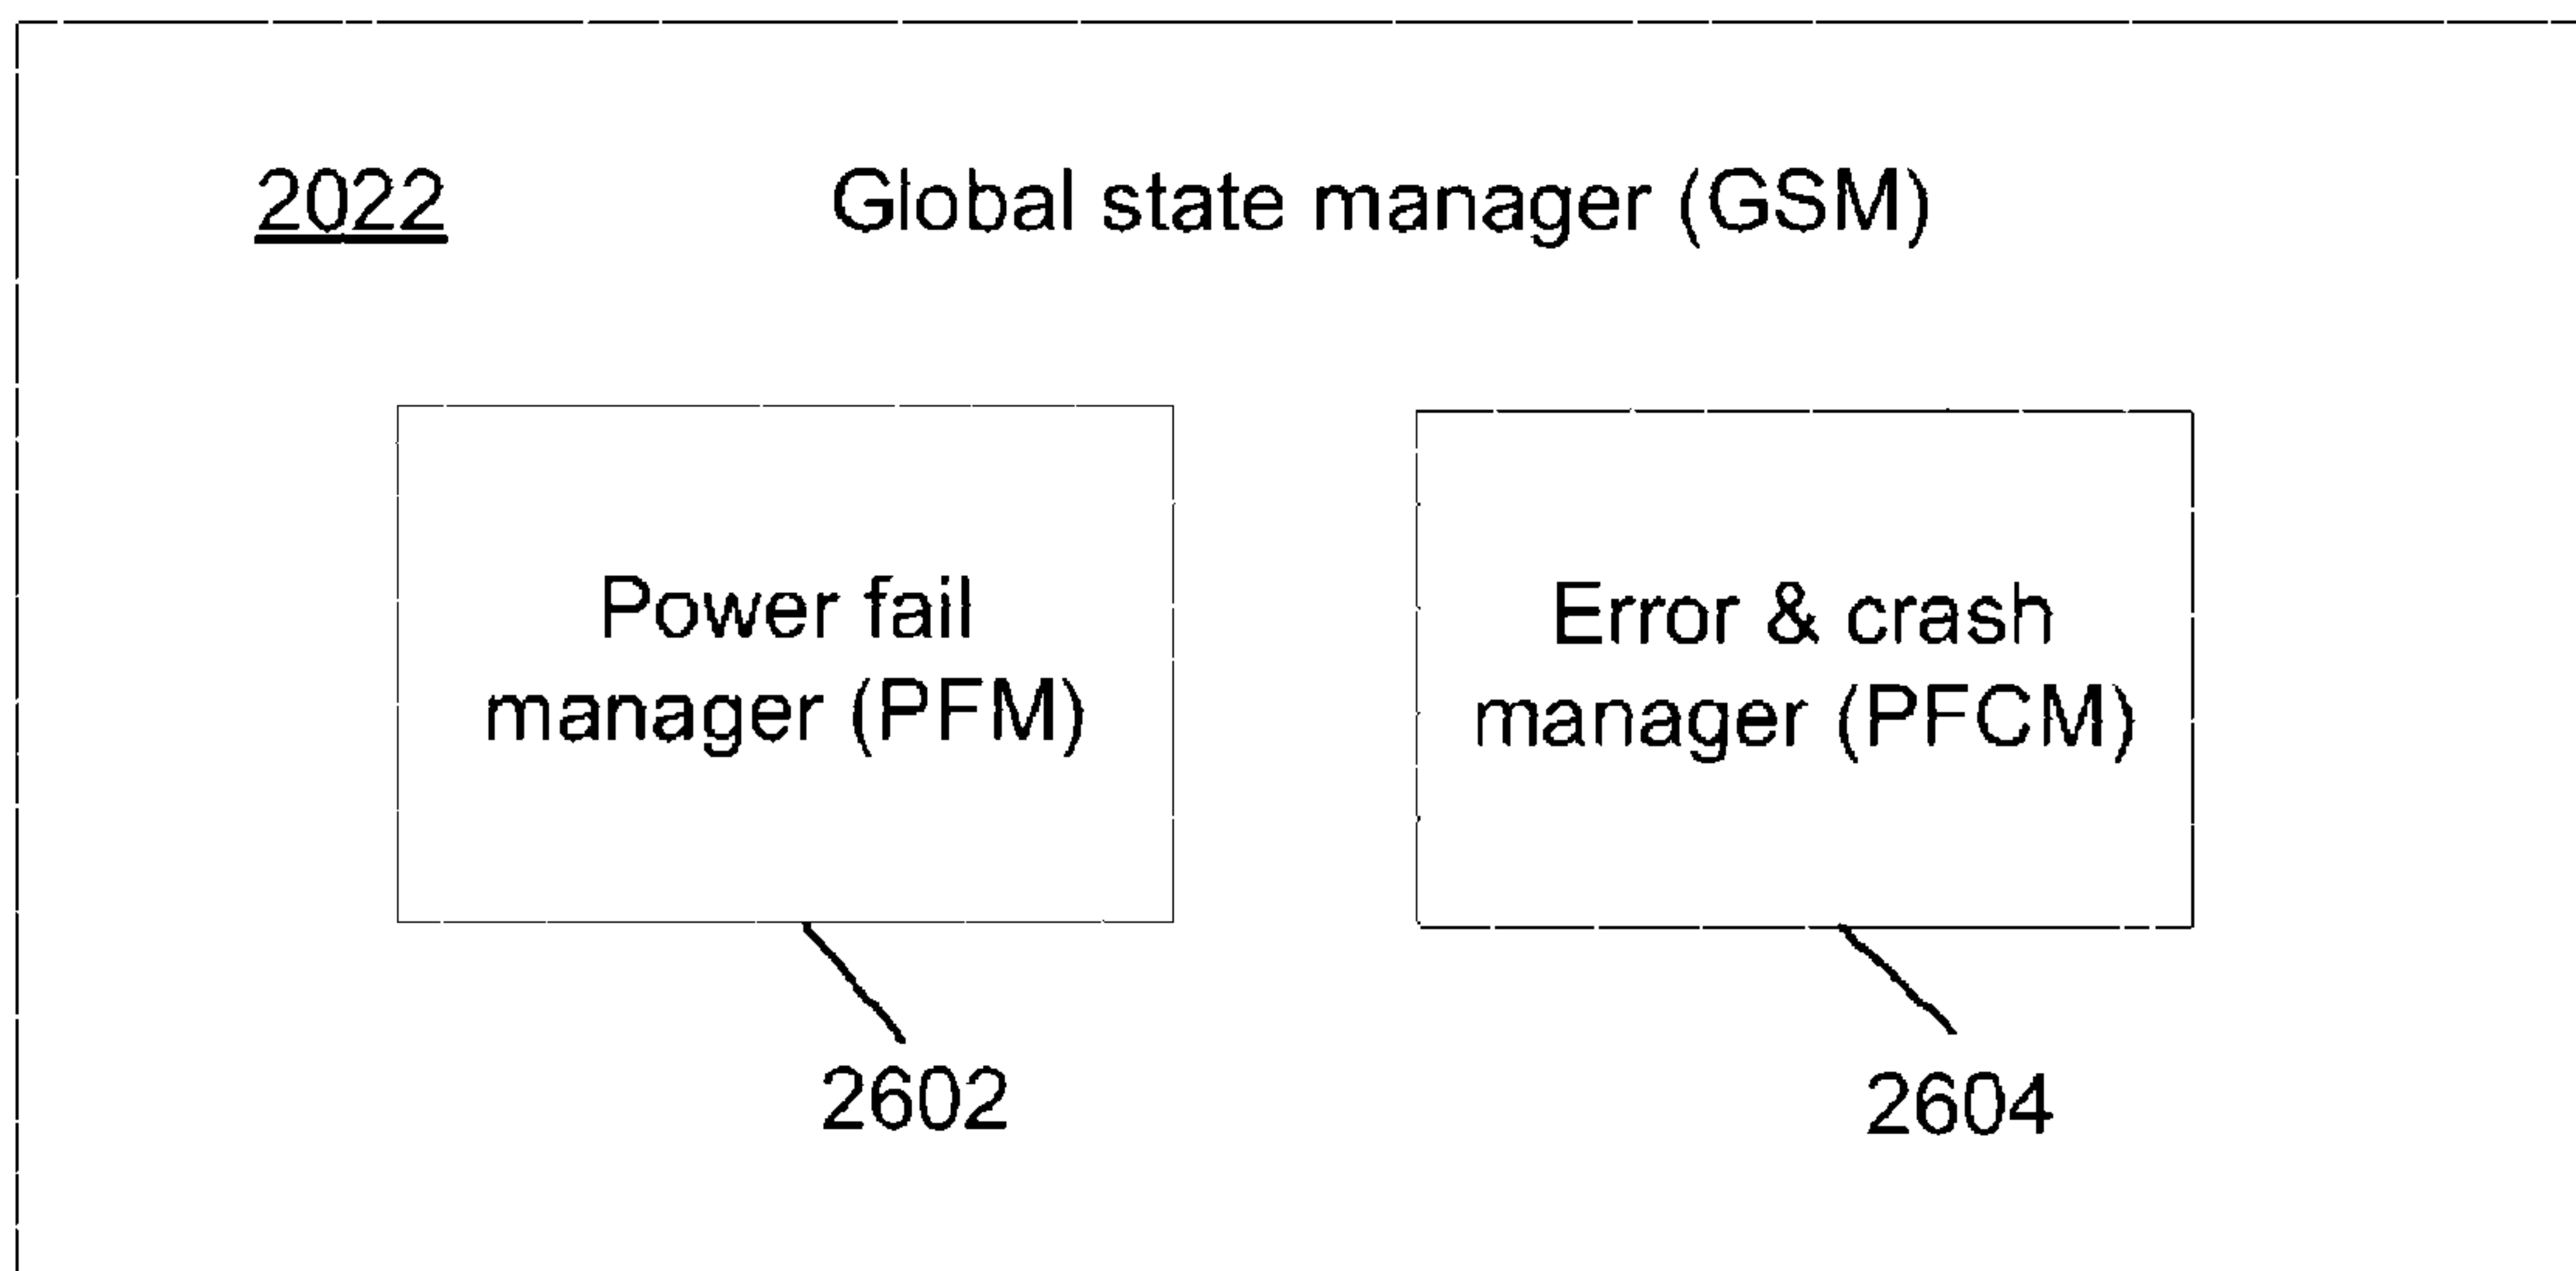 2022
Global state manager (GSM)
Power fail
manager (PFM)
Error & crash
manager (PFCM)
2602
2604